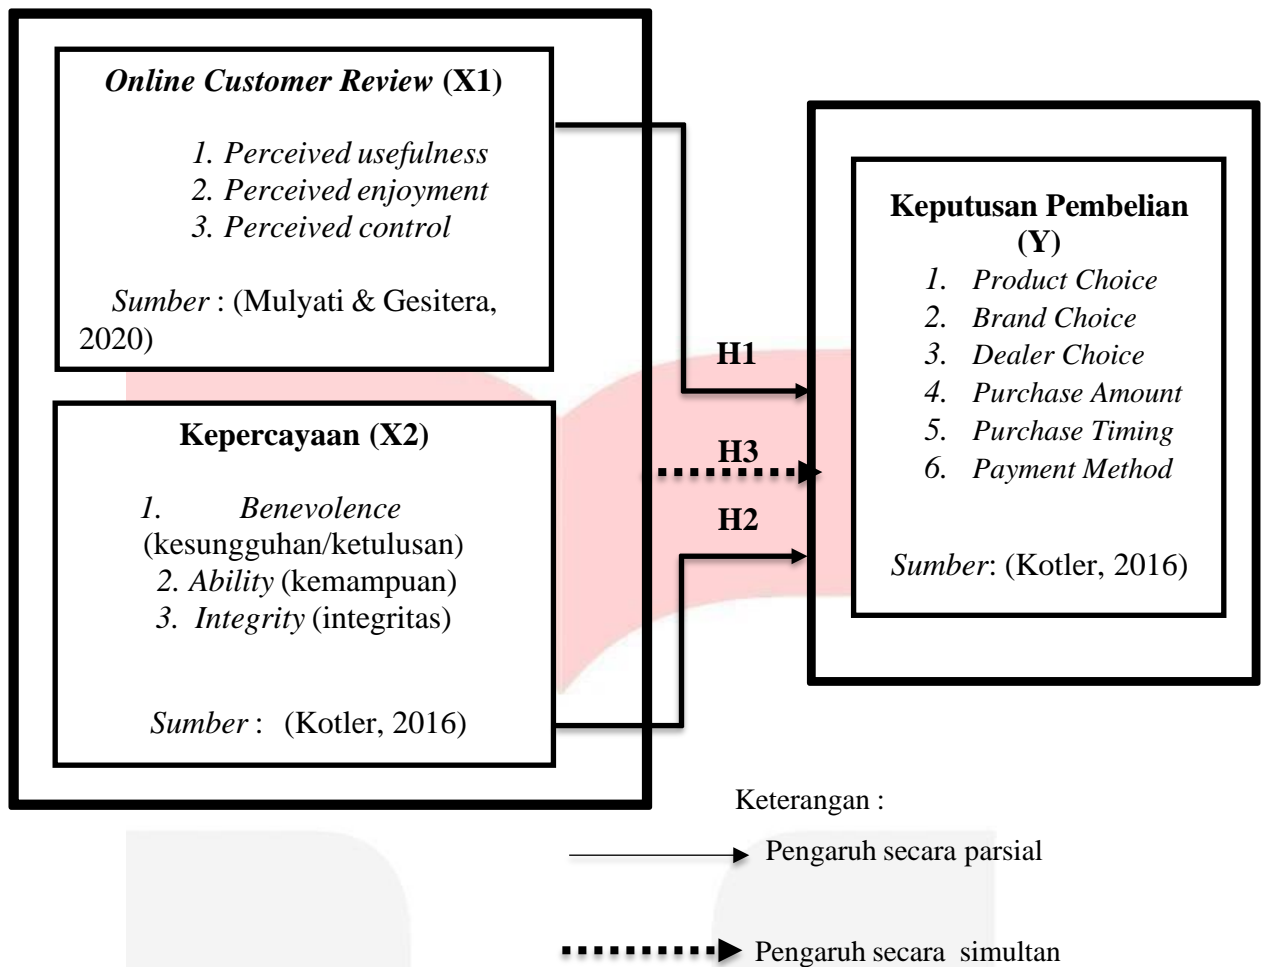 Online Customer Review (X1)
1. Perceived usefulness
2. Perceived enjoyment
3. Perceived control
Sumber : (Mulyati & Gesitera,
2020)
Kepercayaan (X2)
1. Benevolence
(kesungguhan/ketulusan)
2. Ability (kemampuan)
3. Integrity (integritas)
Sumber : (Kotler, 2016)
H1
H3
H2
Keputusan Pembelian
(Y)
1. Product Choice
2. Brand Choice
3. Dealer Choice
4. Purchase Amount
5. Purchase Timing
6. Payment Method
Sumber: (Kotler, 2016)
Keterangan :
Pengaruh secara parsial
Pengaruh secara simultan